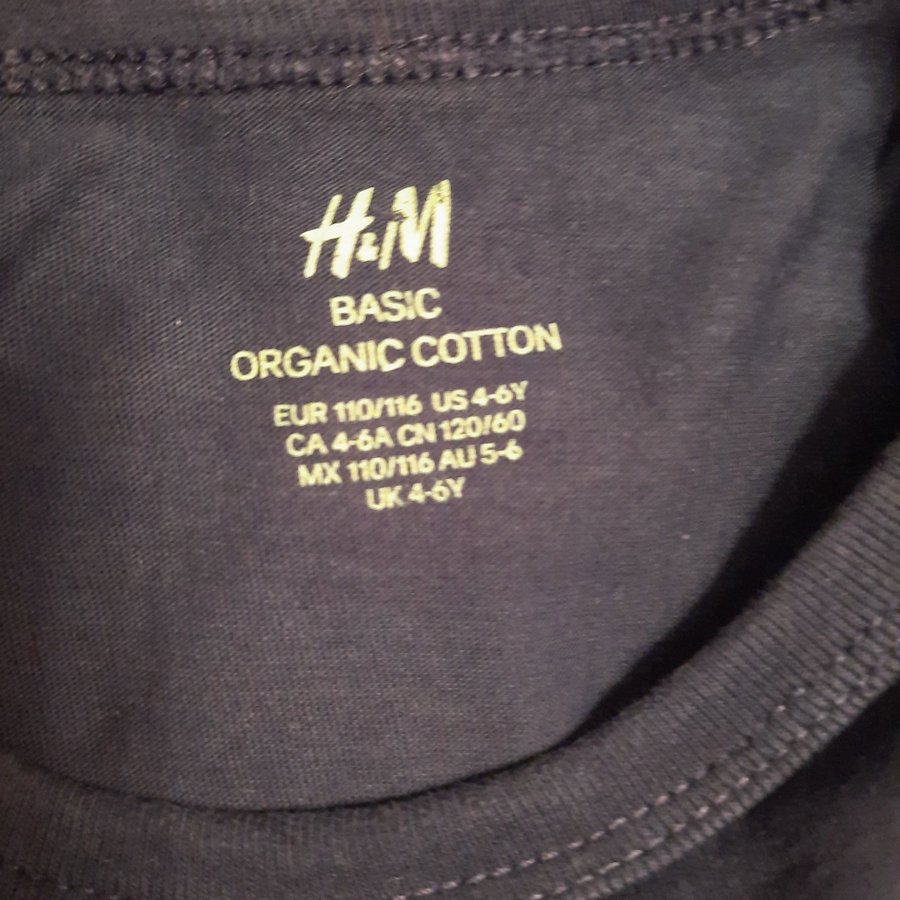 H&M
BASIC
ORGANIC COTTON
EUR 110/116 US 4-6Y
CA 4-6A CN 120/60
MX 110/116 AU 5-6
UK 4-6Y